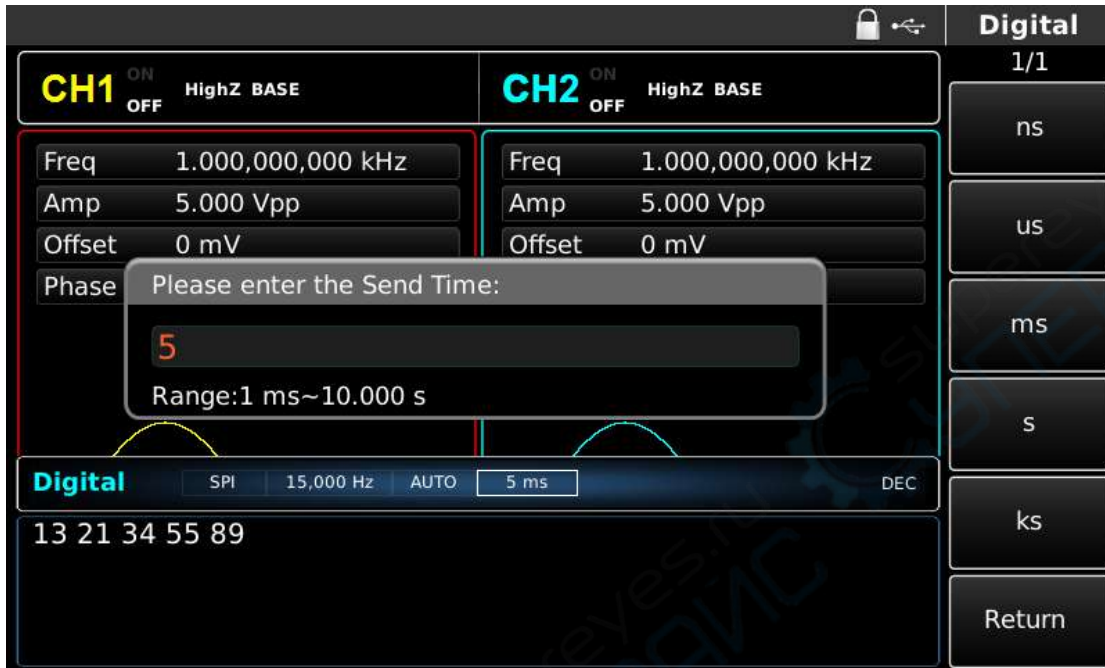 Digital
1/1
CH1 ON OFF HighZ BASE
CH2 ON OFF HighZ BASE
ns
Freq 1.000,000,000 kHz
Freq 1.000,000,000 kHz
Amp 5.000 Vpp
Amp 5.000 Vpp
us
Offset 0 mV
Offset 0 mV
Phase
Please enter the Send Time:
ms
5
Range:1 ms~10.000 s
s
Digital SPI 15,000 Hz AUTO 5 ms DEC
13 21 34 55 89
ks
Return